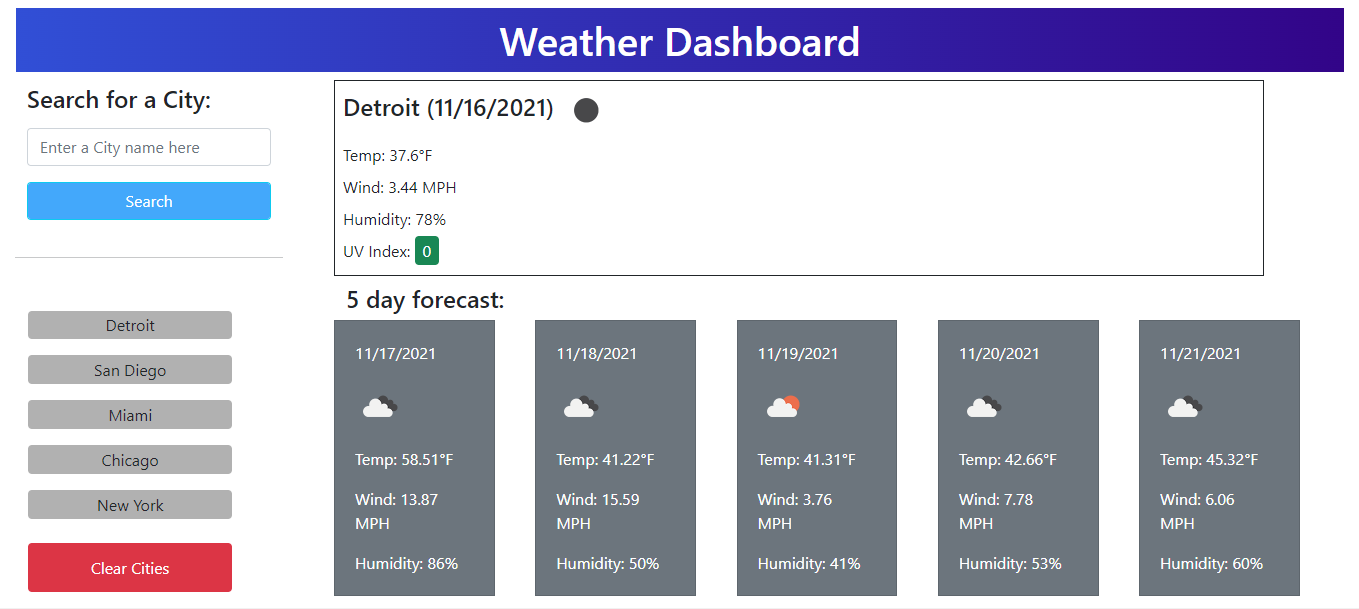 Weather Dashboard
Search for a City:
Enter a City name here
Search
Detroit
San Diego
Miami
Chicago
New York
Clear Cities
Detroit (11/16/2021)
Temp: 37.6°F
Wind: 3.44 MPH
Humidity: 78%
UV Index: 0
5 day forecast:
11/17/2021
Temp: 58.51°F
Wind: 13.87
MPH
Humidity: 86%
11/18/2021
Temp: 41.22°F
Wind: 15.59
MPH
Humidity: 50%
11/19/2021
Temp: 41.31°F
Wind: 3.76
MPH
Humidity: 41%
11/20/2021
Temp: 42.66°F
Wind: 7.78
MPH
Humidity: 53%
11/21/2021
Temp: 45.32°F
Wind: 6.06
MPH
Humidity: 60%